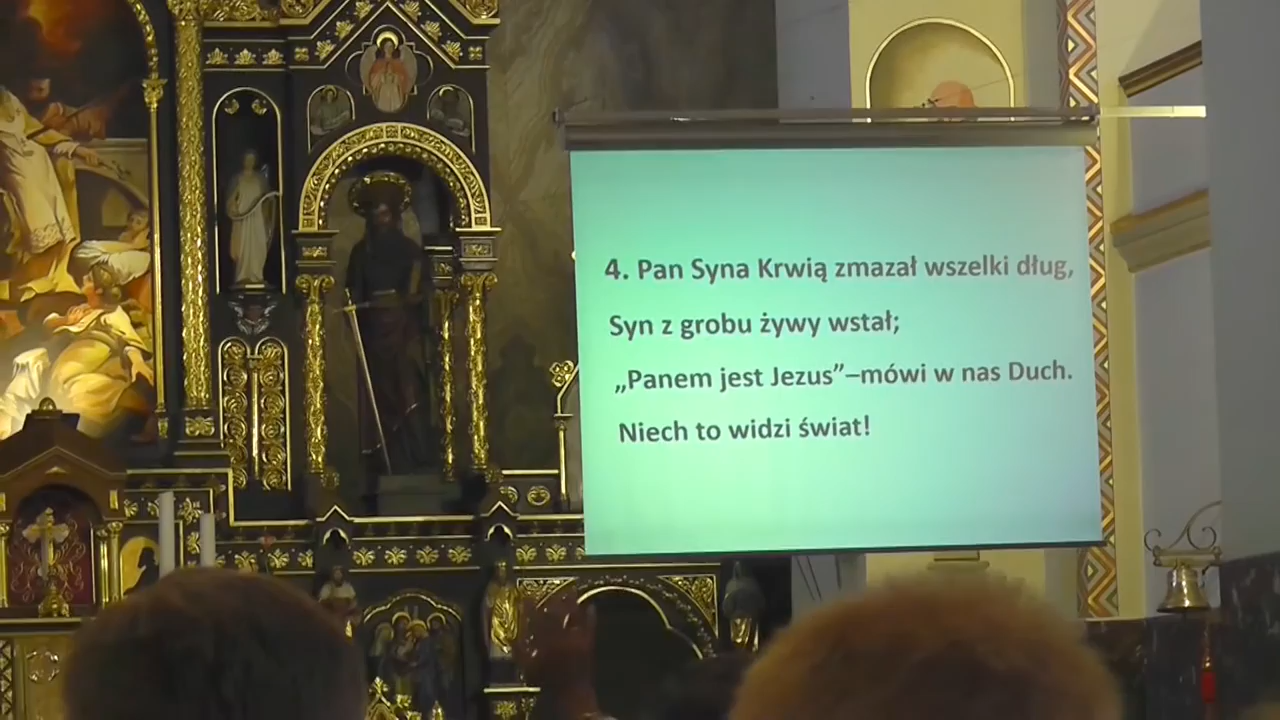 4. Pan Syna Krwią zmazał wszelki dług,
Syn z grobu żywy wstał;
„Panem jest Jezus”–mówi w nas Duch.
Niech to widzi świat!